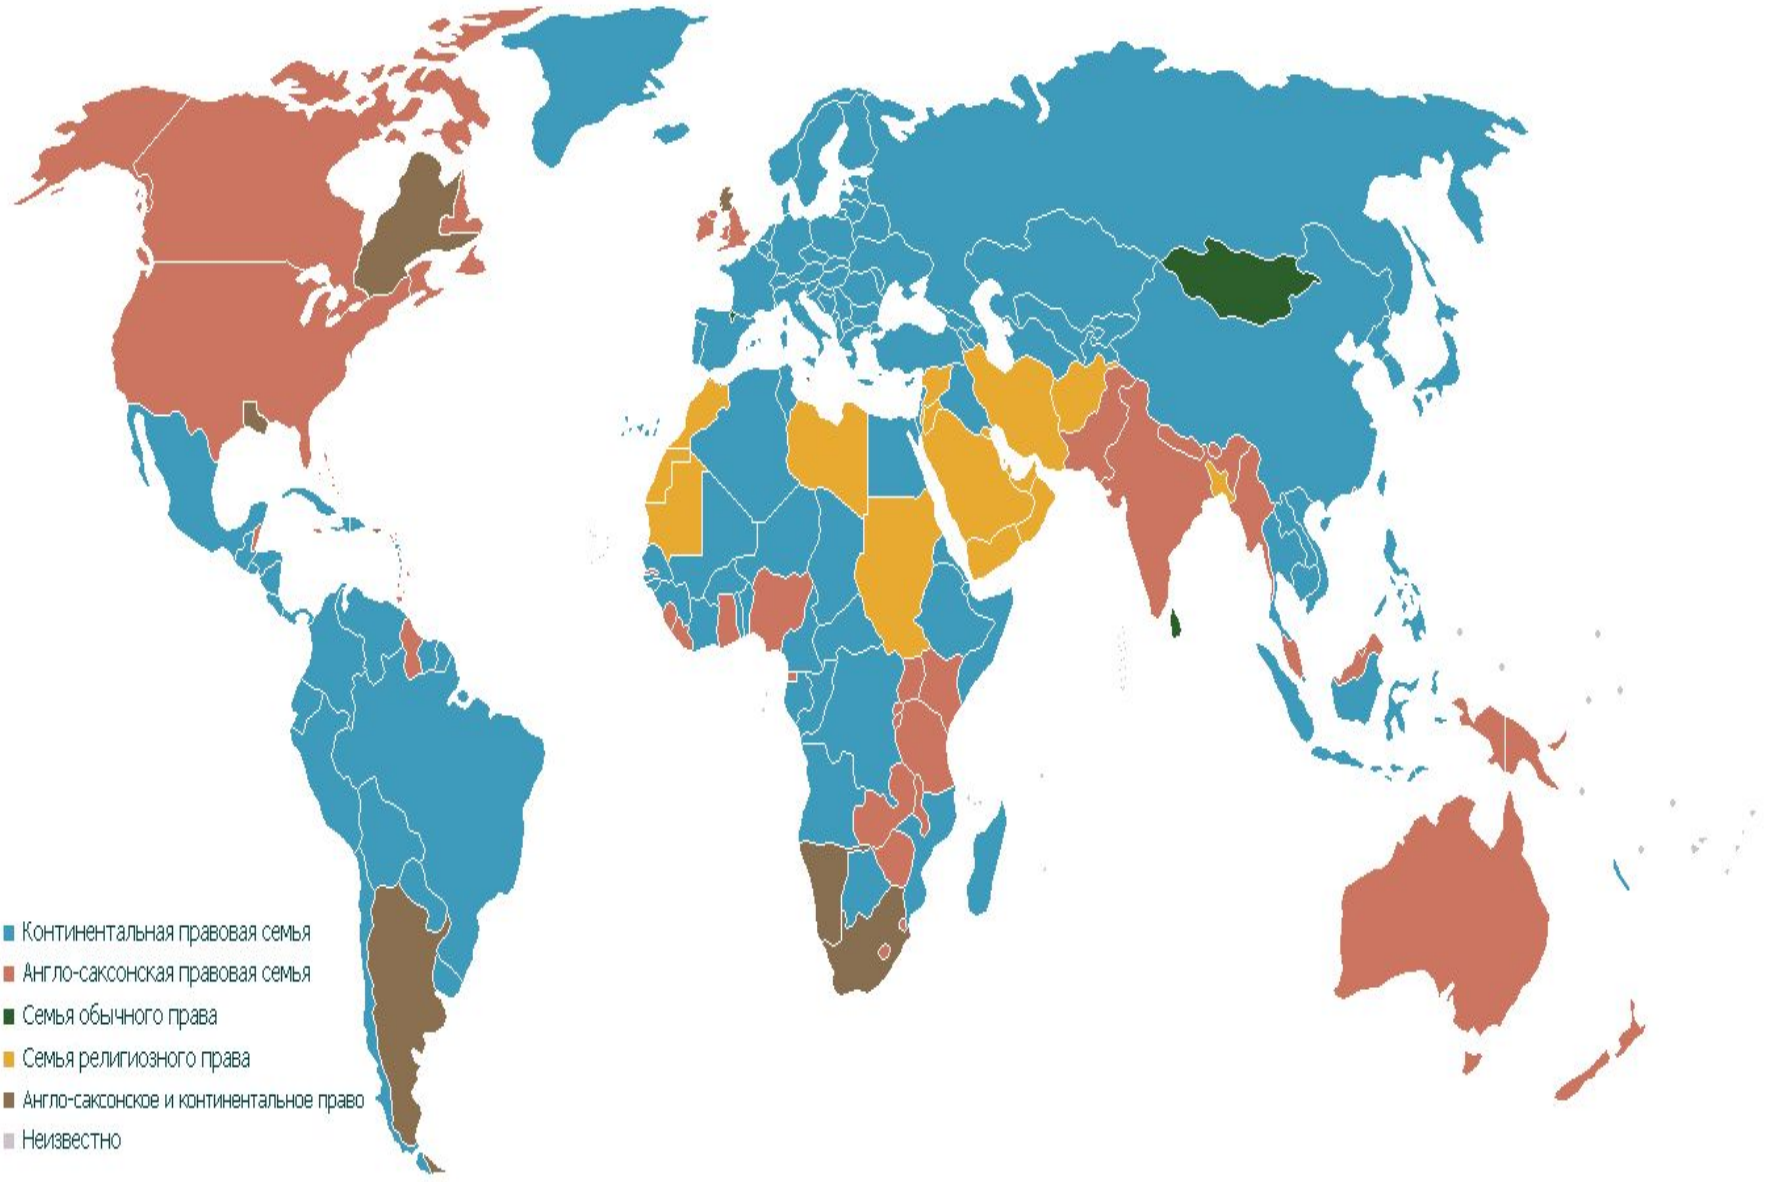 Континентальная правовая семья
Англо-саксонская правовая семья
Семья обычного права
Семья религиозного права
Англо-саксонское и континентальное право
Неизвестно